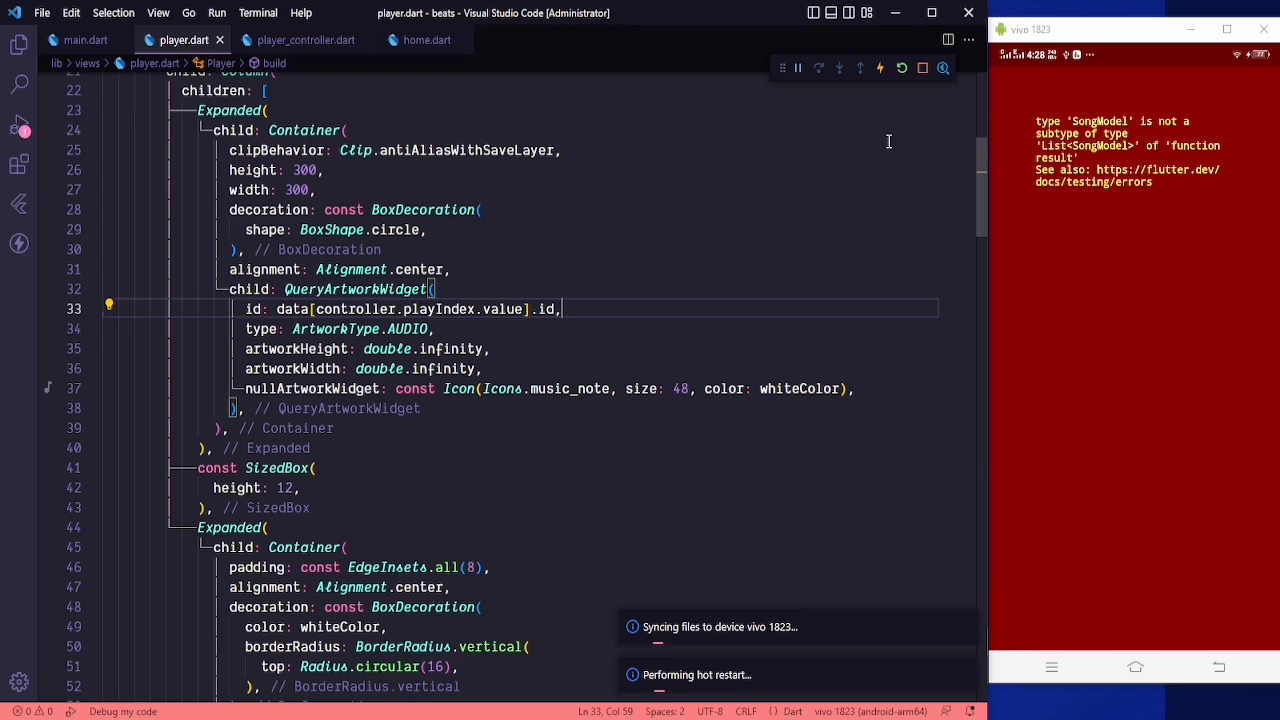 File Edit Selection View Go Run Terminal Help player.dart - beats - Visual Studio Code [Administrator]
main.dart player.dart player_controller.dart home.dart
lib > views > player.dart > Player > build
22 children: [
23 Expanded(
24 child: Container(
25 clipBehavior: Clip.antiAliasWithSaveLayer,
26 height: 300,
27 width: 300,
28 decoration: const BoxDecoration(
29 shape: BoxShape.circle,
30 ), // BoxDecoration
31 alignment: Alignment.center,
32 child: QueryArtworkWidget(
33 id: data[controller.playIndex.value].id,
34 type: ArtworkType.AUDIO,
35 artworkHeight: double.infinity,
36 artworkWidth: double.infinity,
37 nullArtworkWidget: const Icon(Icons.music_note, size: 48, color: whiteColor),
38 ), // QueryArtworkWidget
39 ), // Container
40 ), // Expanded
41 const SizedBox(
42 height: 12,
43 ), // SizedBox
44 Expanded(
45 child: Container(
46 padding: const EdgeInsets.all(8),
47 alignment: Alignment.center,
48 decoration: const BoxDecoration(
49 color: whiteColor,
50 borderRadius: BorderRadius.vertical(
51 top: Radius.circular(16),
52 ), // BorderRadius.vertical
Syncing files to device vivo 1823...
Performing hot restart...
1
0 0 Debug my code Ln 33, Col 59 Spaces: 2 UTF-8 CRLF Dart vivo 1823 (android-arm64)
vivo 1823
4:28
type 'SongModel' is not a
subtype of type
'List<SongModel>' of 'function
result'
See also: https://flutter.dev/
docs/testing/errors